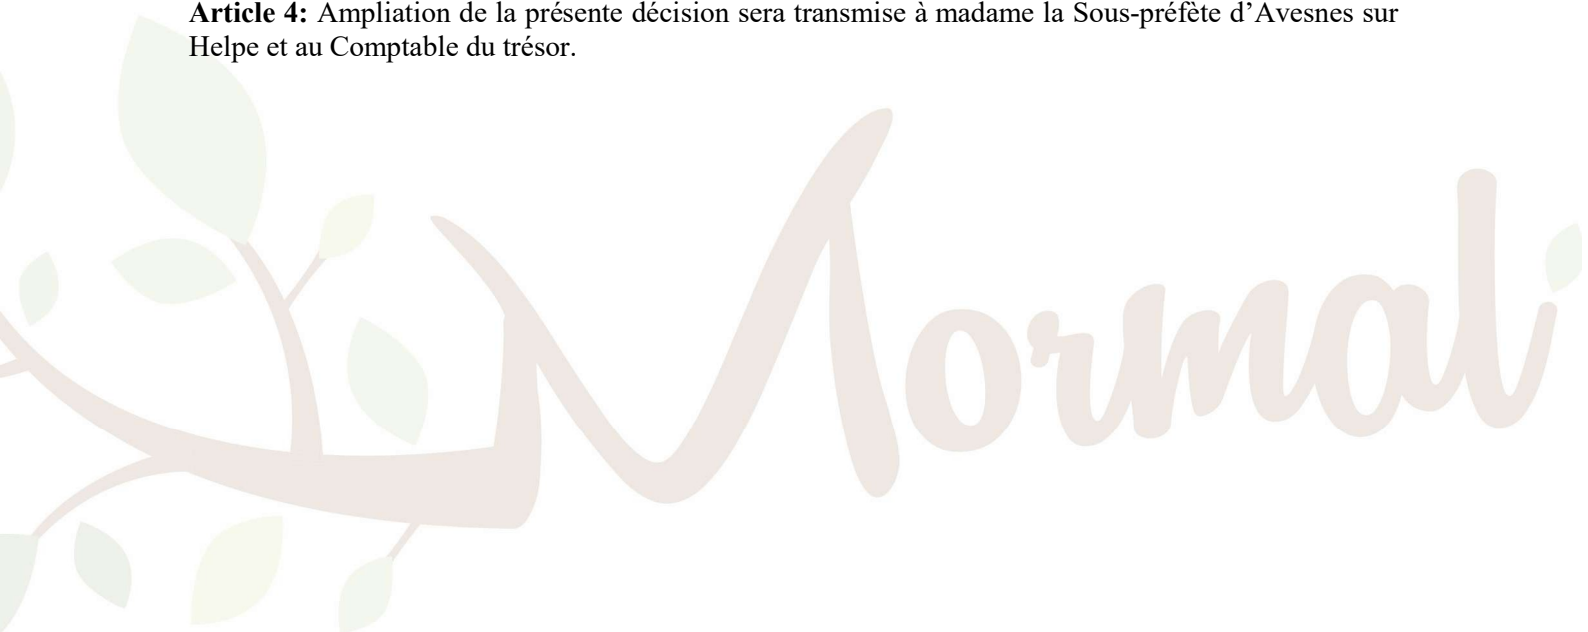 Article 4: Ampliation de la présente décision sera transmise à madame la Sous-préfète d’Avesnes sur
Helpe et au Comptable du trésor.
Mormal